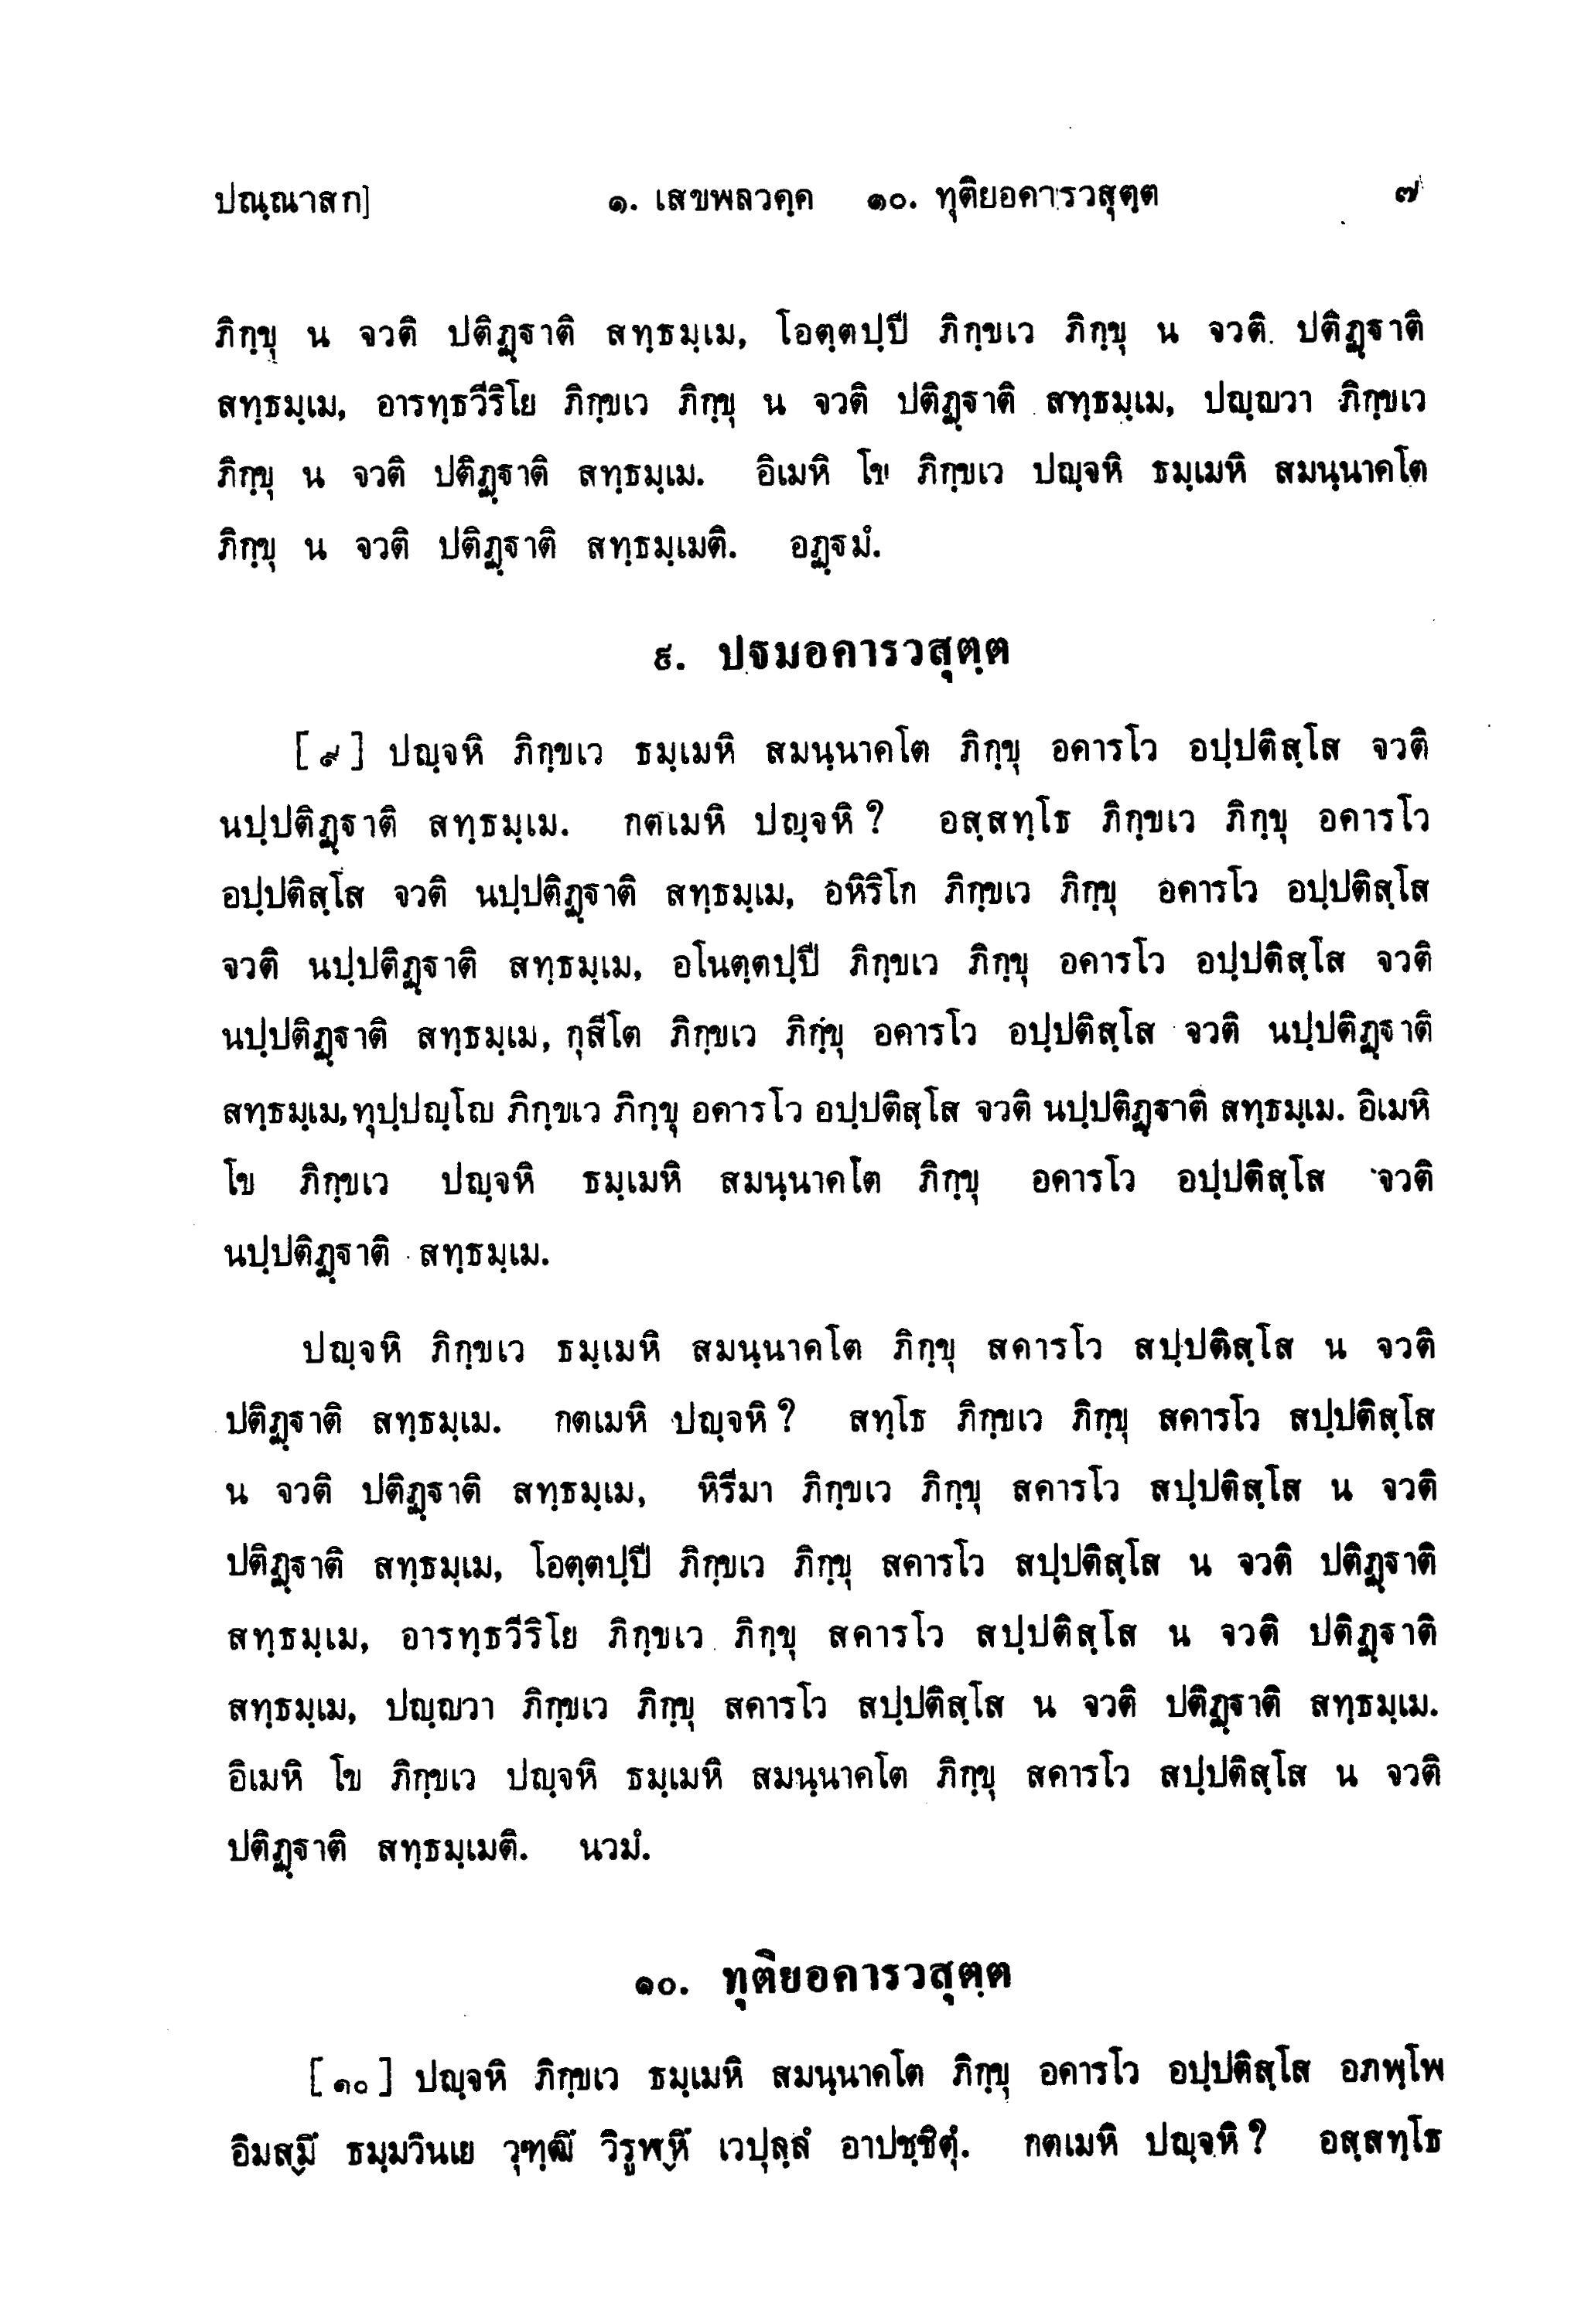 ปณฺณาสก]	๑. เสขพลวคฺค ๑๐. ทุติยอคารวสุตฺต	๗
ภิกฺขุ น จวติ ปติฏฺฐาติ สทฺธมฺเม, โอตฺตปฺปี ภิกฺขเว ภิกฺขุ น จวติ ปติฏฺฐาติ
สทฺธมฺเม, อารทฺธวีริโย ภิกฺขเว ภิกฺขุ น จวติ ปติฏฺฐาติ สทฺธมฺเม, ปญฺญวา ภิกฺขเว
ภิกฺขุ น จวติ ปติฏฺฐาติ สทฺธมฺเม. อิเมหิ โข ภิกฺขเว ปญฺจหิ ธมฺเมหิ สมนฺนาคโต
ภิกฺขุ น จวติ ปติฏฺฐาติ สทฺธมฺเมติ. อฏฺฐมํ.
๙. ปฐมอคารวสุตฺต
[๙] ปญฺจหิ ภิกฺขเว ธมฺเมหิ สมนฺนาคโต ภิกฺขุ อคารโว อปฺปติสฺโส จวติ
นปฺปติฏฺฐาติ สทฺธมฺเม. กตเมหิ ปญฺจหิ ? อสฺสทฺโธ ภิกฺขเว ภิกฺขุ อคารโว
อปฺปติสฺโส จวติ นปฺปติฏฺฐาติ สทฺธมฺเม, อหิริโก ภิกฺขเว ภิกฺขุ อคารโว อปฺปติสฺโส
จวติ นปฺปติฏฺฐาติ สทฺธมฺเม, อโนตฺตปฺปี ภิกฺขเว ภิกฺขุ อคารโว อปฺปติสฺโส จวติ
นปฺปติฏฺฐาติ สทฺธมฺเม, กุสีโต ภิกฺขเว ภิกฺขุ อคารโว อปฺปติสฺโส จวติ นปฺปติฏฺฐาติ
สทฺธมฺเม, ทุปฺปญฺโญ ภิกฺขเว ภิกฺขุ อคารโว อปฺปติสฺโส จวติ นปฺปติฏฺฐาติ สทฺธมฺเม. อิเมหิ
โข ภิกฺขเว ปญฺจหิ ธมฺเมหิ สมนฺนาคโต ภิกฺขุ อคารโว อปฺปติสฺโส จวติ
นปฺปติฏฺฐาติ สทฺธมฺเม.
ปญฺจหิ ภิกฺขเว ธมฺเมหิ สมนฺนาคโต ภิกฺขุ สคารโว สปฺปติสฺโส น จวติ
ปติฏฺฐาติ สทฺธมฺเม. กตเมหิ ปญฺจหิ ? สทฺโธ ภิกฺขเว ภิกฺขุ สคารโว สปฺปติสฺโส
น จวติ ปติฏฺฐาติ สทฺธมฺเม, หิรีมา ภิกฺขเว ภิกฺขุ สคารโว สปฺปติสฺโส น จวติ
ปติฏฺฐาติ สทฺธมฺเม, โอตฺตปฺปี ภิกฺขเว ภิกฺขุ สคารโว สปฺปติสฺโส น จวติ ปติฏฺฐาติ
สทฺธมฺเม, อารทฺธวีริโย ภิกฺขเว ภิกฺขุ สคารโว สปฺปติสฺโส น จวติ ปติฏฺฐาติ
สทฺธมฺเม, ปญฺญวา ภิกฺขเว ภิกฺขุ สคารโว สปฺปติสฺโส น จวติ ปติฏฺฐาติ สทฺธมฺเม.
อิเมหิ โข ภิกฺขเว ปญฺจหิ ธมฺเมหิ สมนฺนาคโต ภิกฺขุ สคารโว สปฺปติสฺโส น จวติ
ปติฏฺฐาติ สทฺธมฺเมติ. นวมํ.
๑๐. ทุติยอคารวสุตฺต
[๑๐] ปญฺจหิ ภิกฺขเว ธมฺเมหิ สมนฺนาคโต ภิกฺขุ อคารโว อปฺปติสฺโส อภพฺโพ
อิมสฺมึ ธมฺมวินเย วุฑฺฒึ วิรูฬฺหึ เวปุลฺลํ อาปชฺชิตุํ. กตเมหิ ปญฺจหิ ? อสฺสทฺโธ